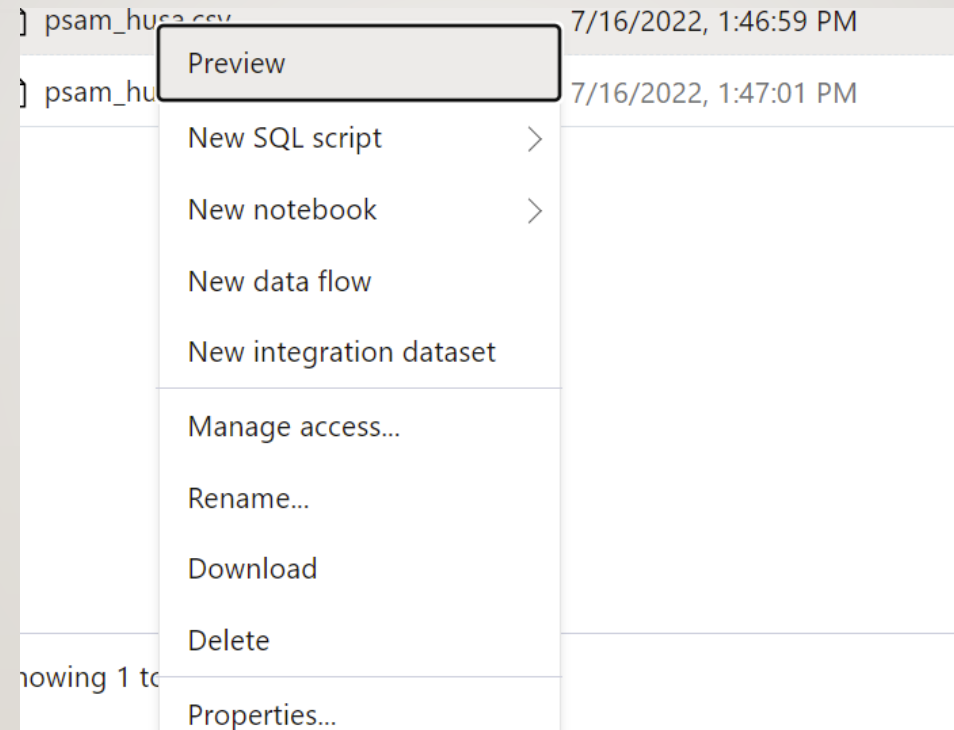 psam_husa.csv 7/16/2022, 1:46:59 PM
Preview
psam_hu 7/16/2022, 1:47:01 PM
New SQL script
New notebook
New data flow
New integration dataset
Manage access...
Rename...
Download
Delete
howing 1 to
Properties...